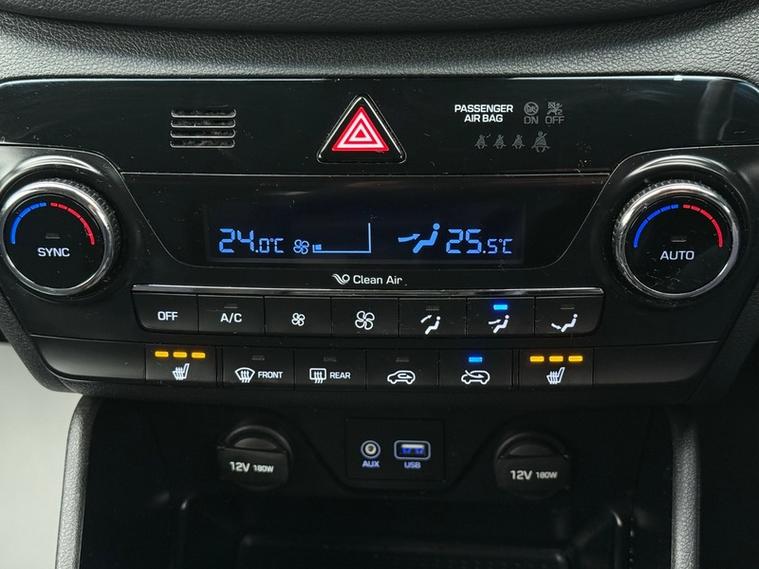 PASSENGER
AIR BAG
ON OFF
SYNC
24.0°C
25.5°C
AUTO
Clean Air
OFF
A/C
FRONT
REAR
12V 180W
AUX
USB
12V 180W